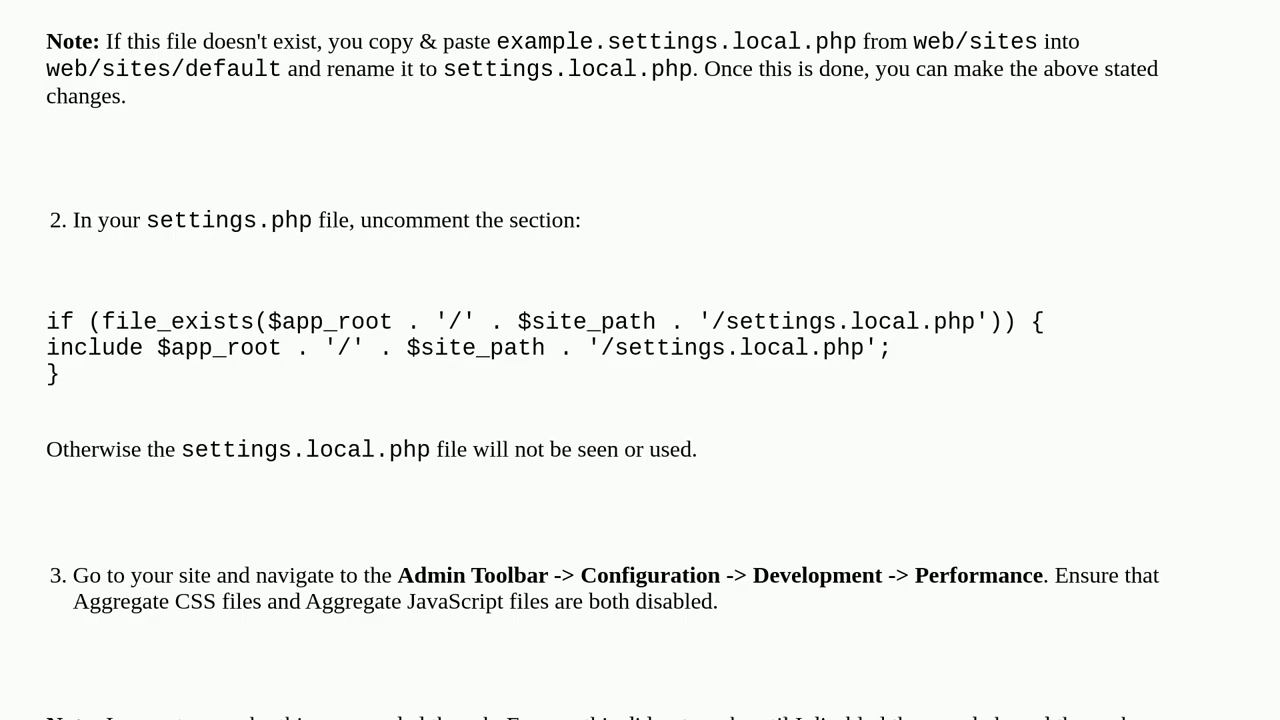 Note: If this file doesn't exist, you copy & paste example.settings.local.php from web/sites into
web/sites/default and rename it to settings.local.php. Once this is done, you can make the above stated
changes.
2. In your settings.php file, uncomment the section:
if (file_exists($app_root . '/' . $site_path . '/settings.local.php')) {
include $app_root . '/' . $site_path . '/settings.local.php';
}
Otherwise the settings.local.php file will not be seen or used.
3. Go to your site and navigate to the Admin Toolbar -> Configuration -> Development -> Performance. Ensure that
Aggregate CSS files and Aggregate JavaScript files are both disabled.